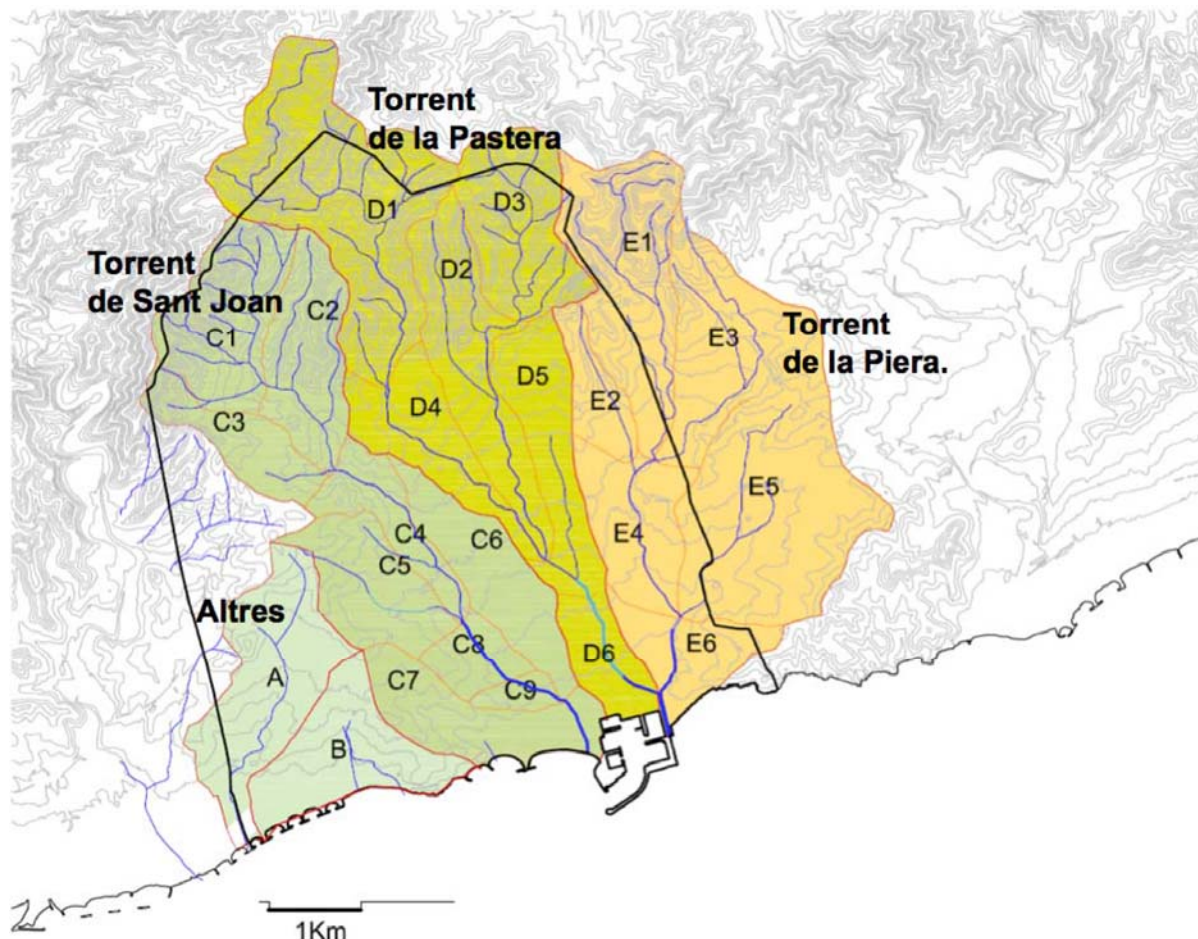 Torrent
de la Pastera
D1
D3
E1
D2
Torrent
de Sant Joan
C2
C1
E3
Torrent
de la Piera.
D5
E2
D4
C3
E5
C4
C6
E4
C5
Altres
C8
E6
D6
A
C7
C9
B
1Km